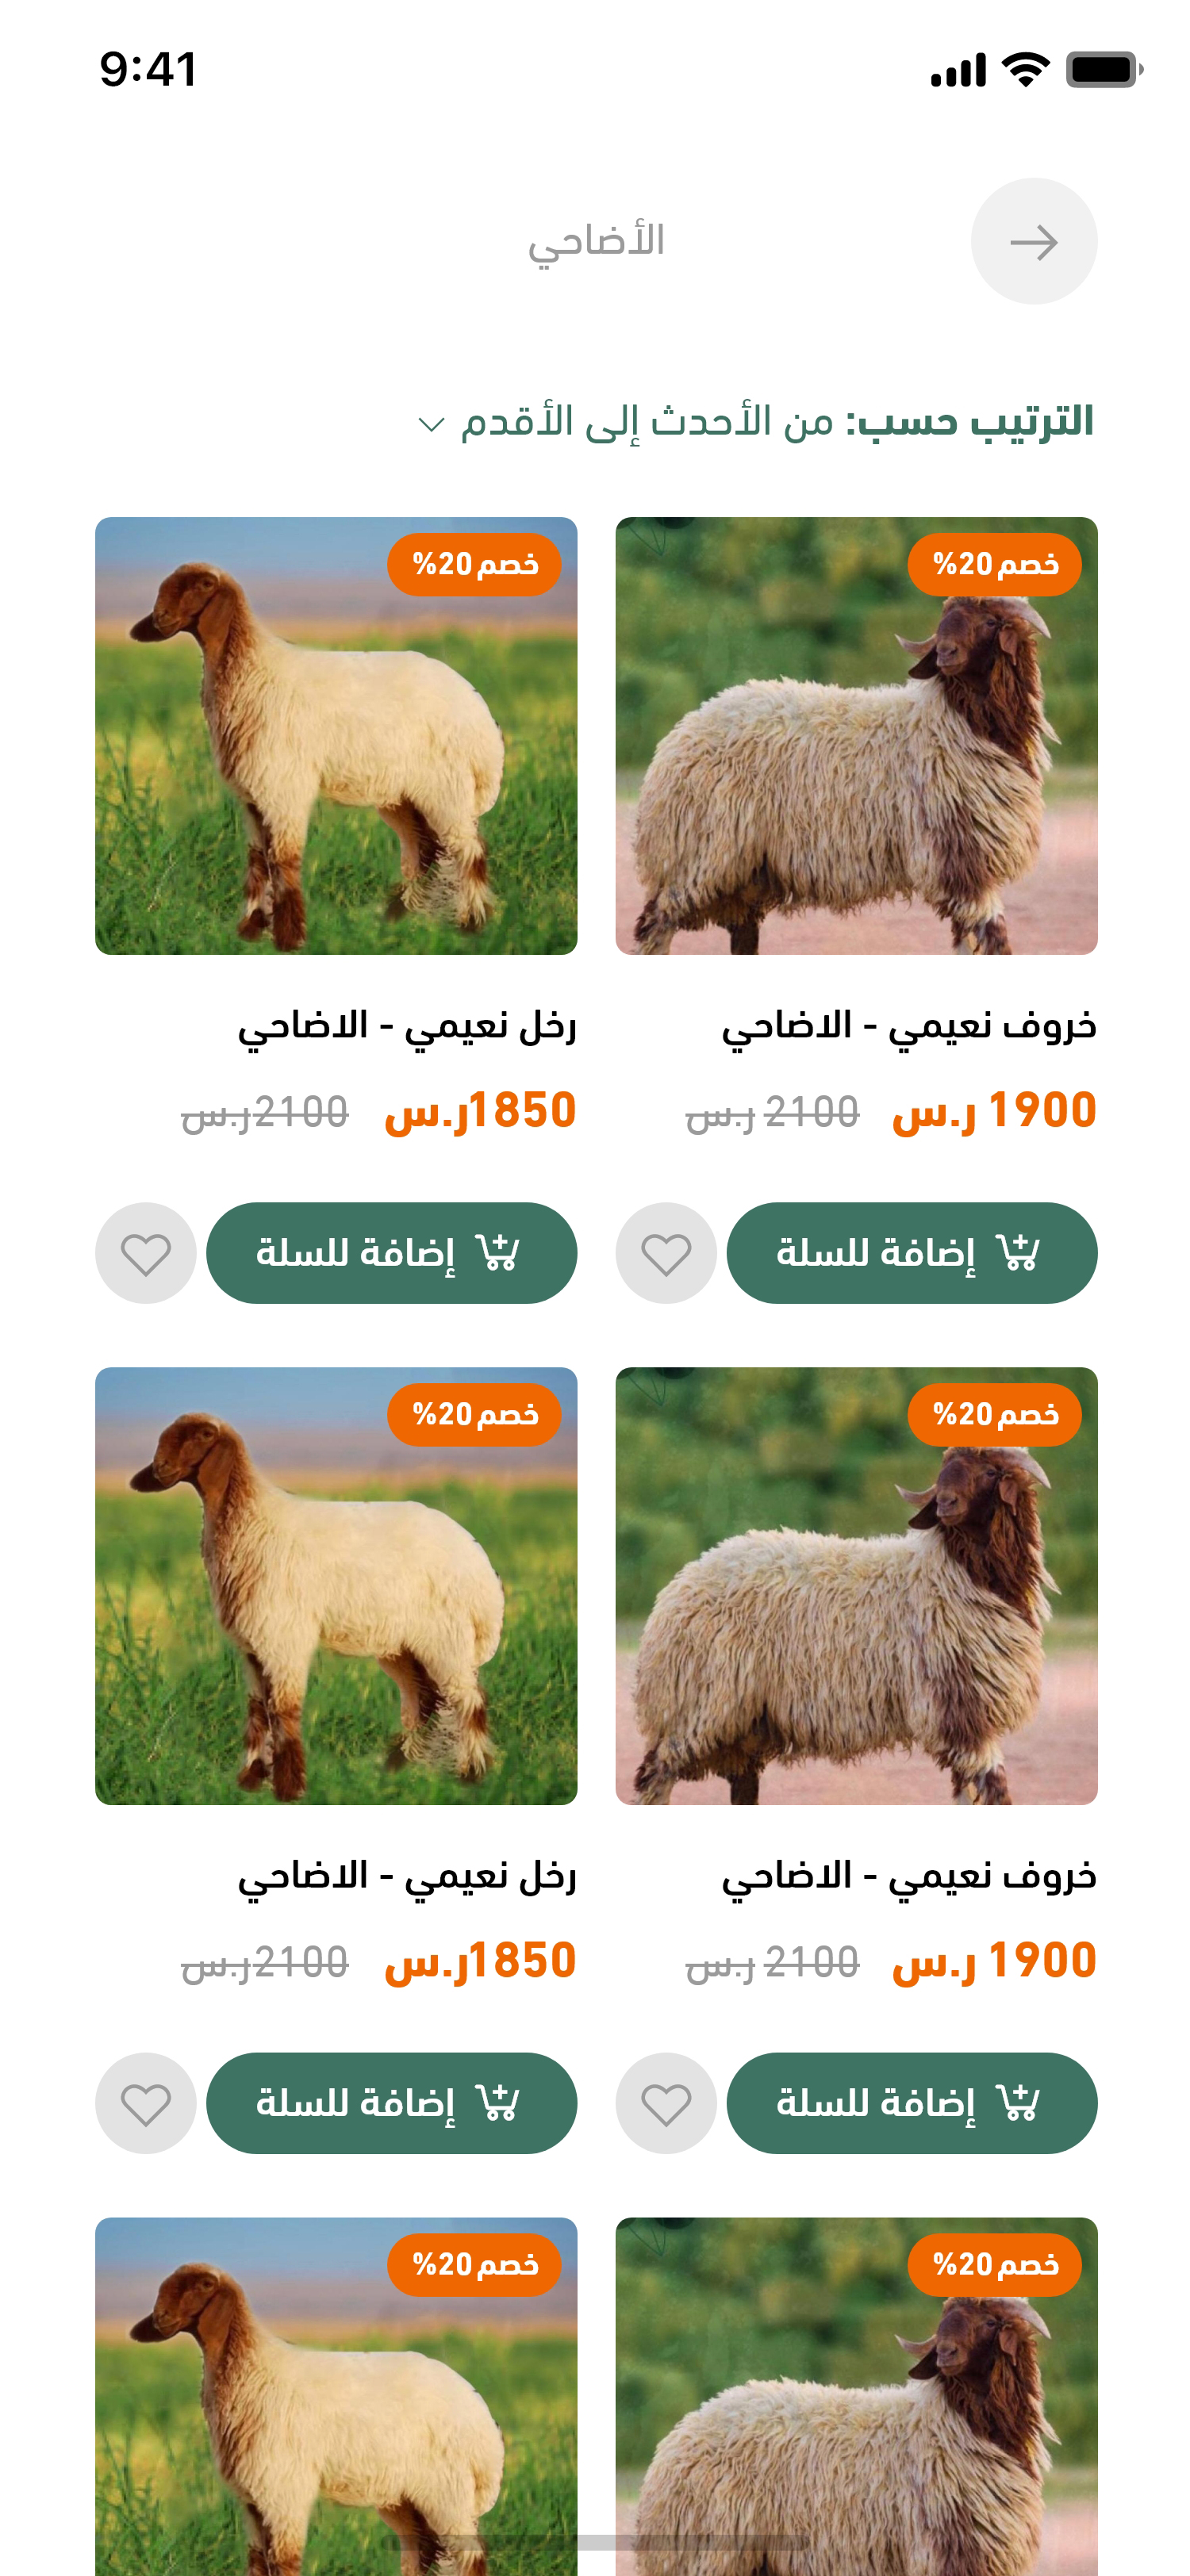 9:41
الأضاحي
الترتيب حسب: من الأحدث إلى الأقدم
خصم 20%
خصم 20%
خروف نعيمي - الاضاحي
رخل نعيمي - الاضاحي
1900 ر.س 2100 ر.س
1850ر.س 2100ر.س
إضافة للسلة
إضافة للسلة
خصم 20%
خصم 20%
خروف نعيمي - الاضاحي
رخل نعيمي - الاضاحي
1900 ر.س 2100 ر.س
1850ر.س 2100ر.س
إضافة للسلة
إضافة للسلة
خصم 20%
خصم 20%